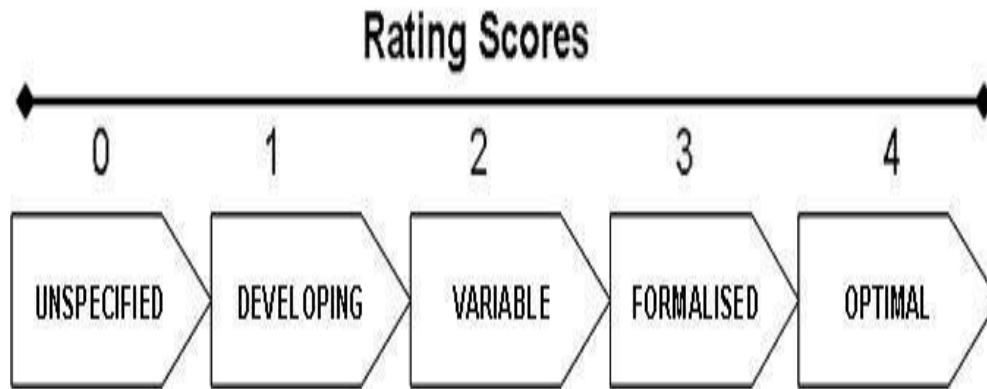 Rating Scores
0 1 2 3 4
UNSPECIFIED DEVELOPING VARIABLE FORMALISED OPTIMAL